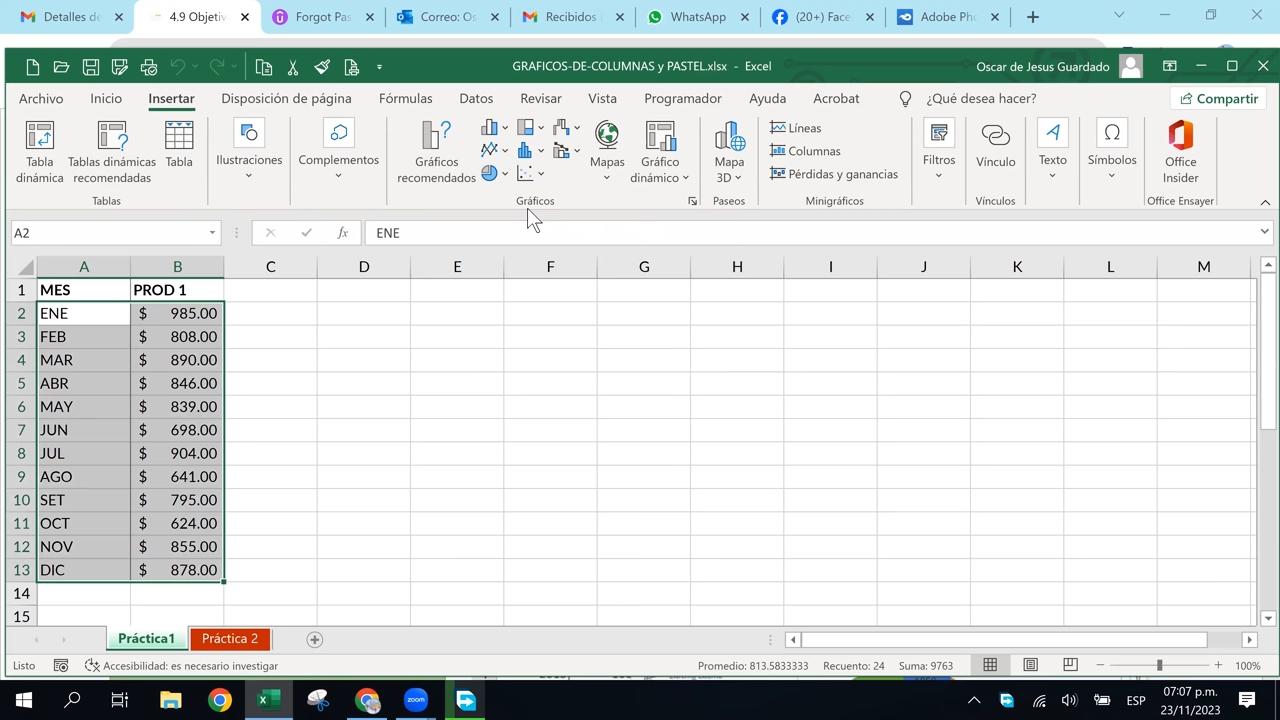 Detalles de
4.9 Objetiv
Forgot Pas
Correo: Os
Recibidos
WhatsApp
(20+) Face
Adobe Pho
GRAFICOS-DE-COLUMNAS y PASTEL.xlsx - Excel
Oscar de Jesus Guardado
Archivo
Inicio
Insertar
Disposición de página
Fórmulas
Datos
Revisar
Vista
Programador
Ayuda
Acrobat
¿Qué desea hacer?
Compartir
Tabla dinámica
Tablas dinámicas recomendadas
Tabla
Ilustraciones
Complementos
Gráficos recomendados
Mapas
Gráfico dinámico
Mapa 3D
Líneas
Columnas
Pérdidas y ganancias
Filtros
Vínculo
Texto
Símbolos
Office Insider
Tablas
Gráficos
Paseos
Minigráficos
Vínculos
Office Ensayer
A2
fx
ENE
A B C D E F G H I J K L M
1 MES PROD 1
2 ENE $ 985.00
3 FEB $ 808.00
4 MAR $ 890.00
5 ABR $ 846.00
6 MAY $ 839.00
7 JUN $ 698.00
8 JUL $ 904.00
9 AGO $ 641.00
10 SET $ 795.00
11 OCT $ 624.00
12 NOV $ 855.00
13 DIC $ 878.00
14
15
Práctica1
Práctica 2
Listo
Accesibilidad: es necesario investigar
Promedio: 813.5833333
Recuento: 24
Suma: 9763
100%
zoom
ESP
07:07 p.m.
23/11/2023